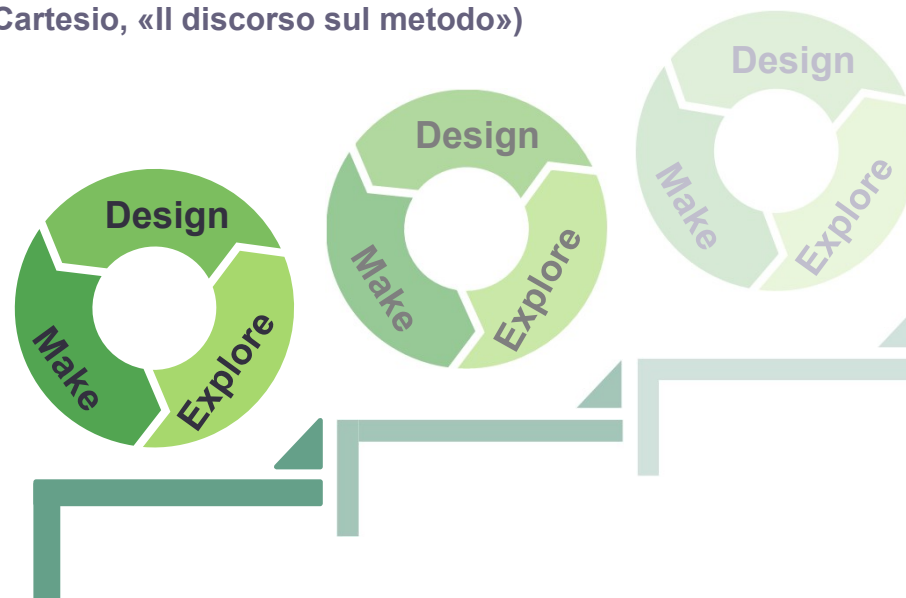 Cartesio, «Il discorso sul metodo»)
Design
Make
Explore
Design
Make
Explore
Design
Make
Explore